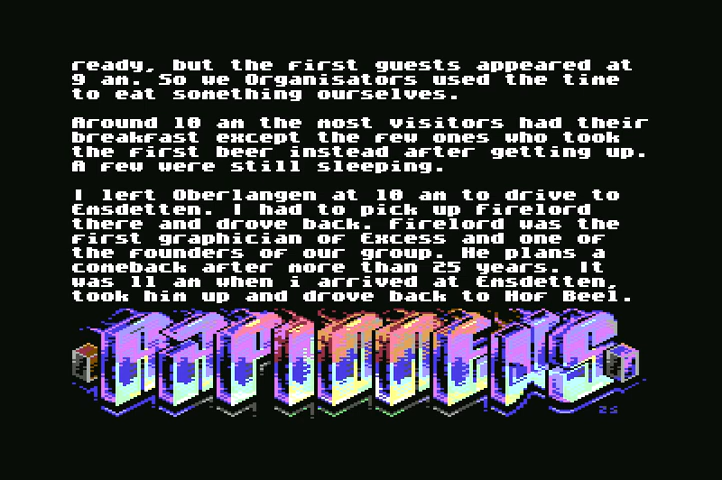 ready, but the first guests appeared at
9 am. So we Organisators used the time
to eat something ourselves.
Around 10 am the most visitors had their
breakfast except the few ones who took
the first beer instead after getting up.
A few were still sleeping.
I left Oberlangen at 10 am to drive to
Emsdetten. I had to pick up Firelord
there and drove back. Firelord was the
first graphician of Excess and one of
the founders of our group. He plans a
comeback after more than 25 years. It
was 11 am when i arrived at Emsdetten,
took him up and drove back to Hof Beel.